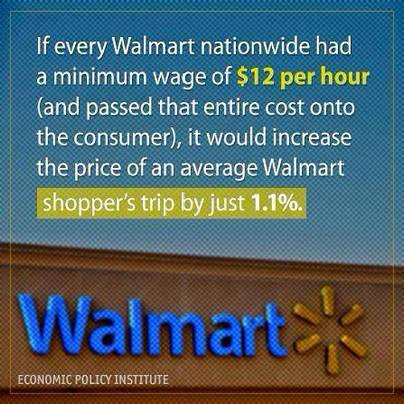 If every Walmart nationwide had
a minimum wage of $12 per hour
(and passed that entire cost onto
the consumer), it would increase
the price of an average Walmart
shopper's trip by just 1.1%.
Walmart
ECONOMIC POLICY INSTITUTE